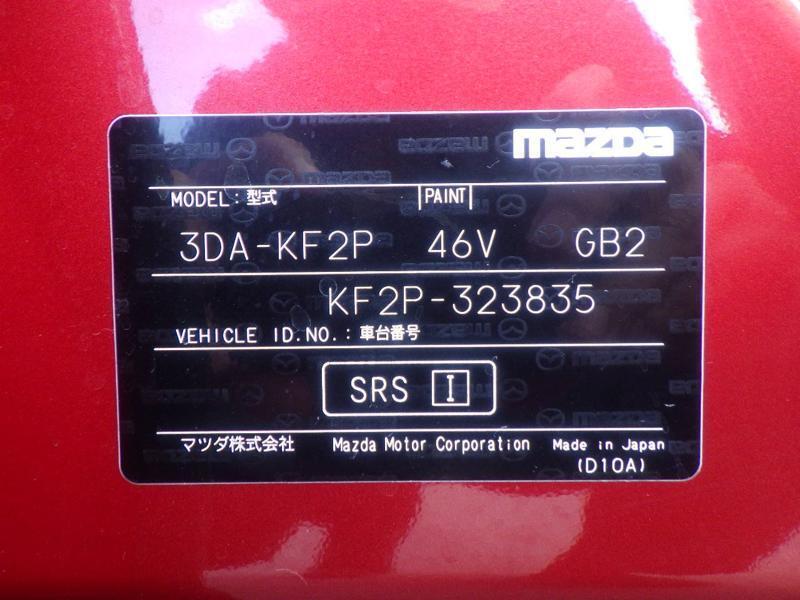 mazda
MODEL: 型式 PAINT
3DA-KF2P 46V GB2
KF2P-323835
VEHICLE ID.NO.: 車台番号
SRS I
マツダ株式会社 Mazda Motor Corporation Made in Japan
(D10A)